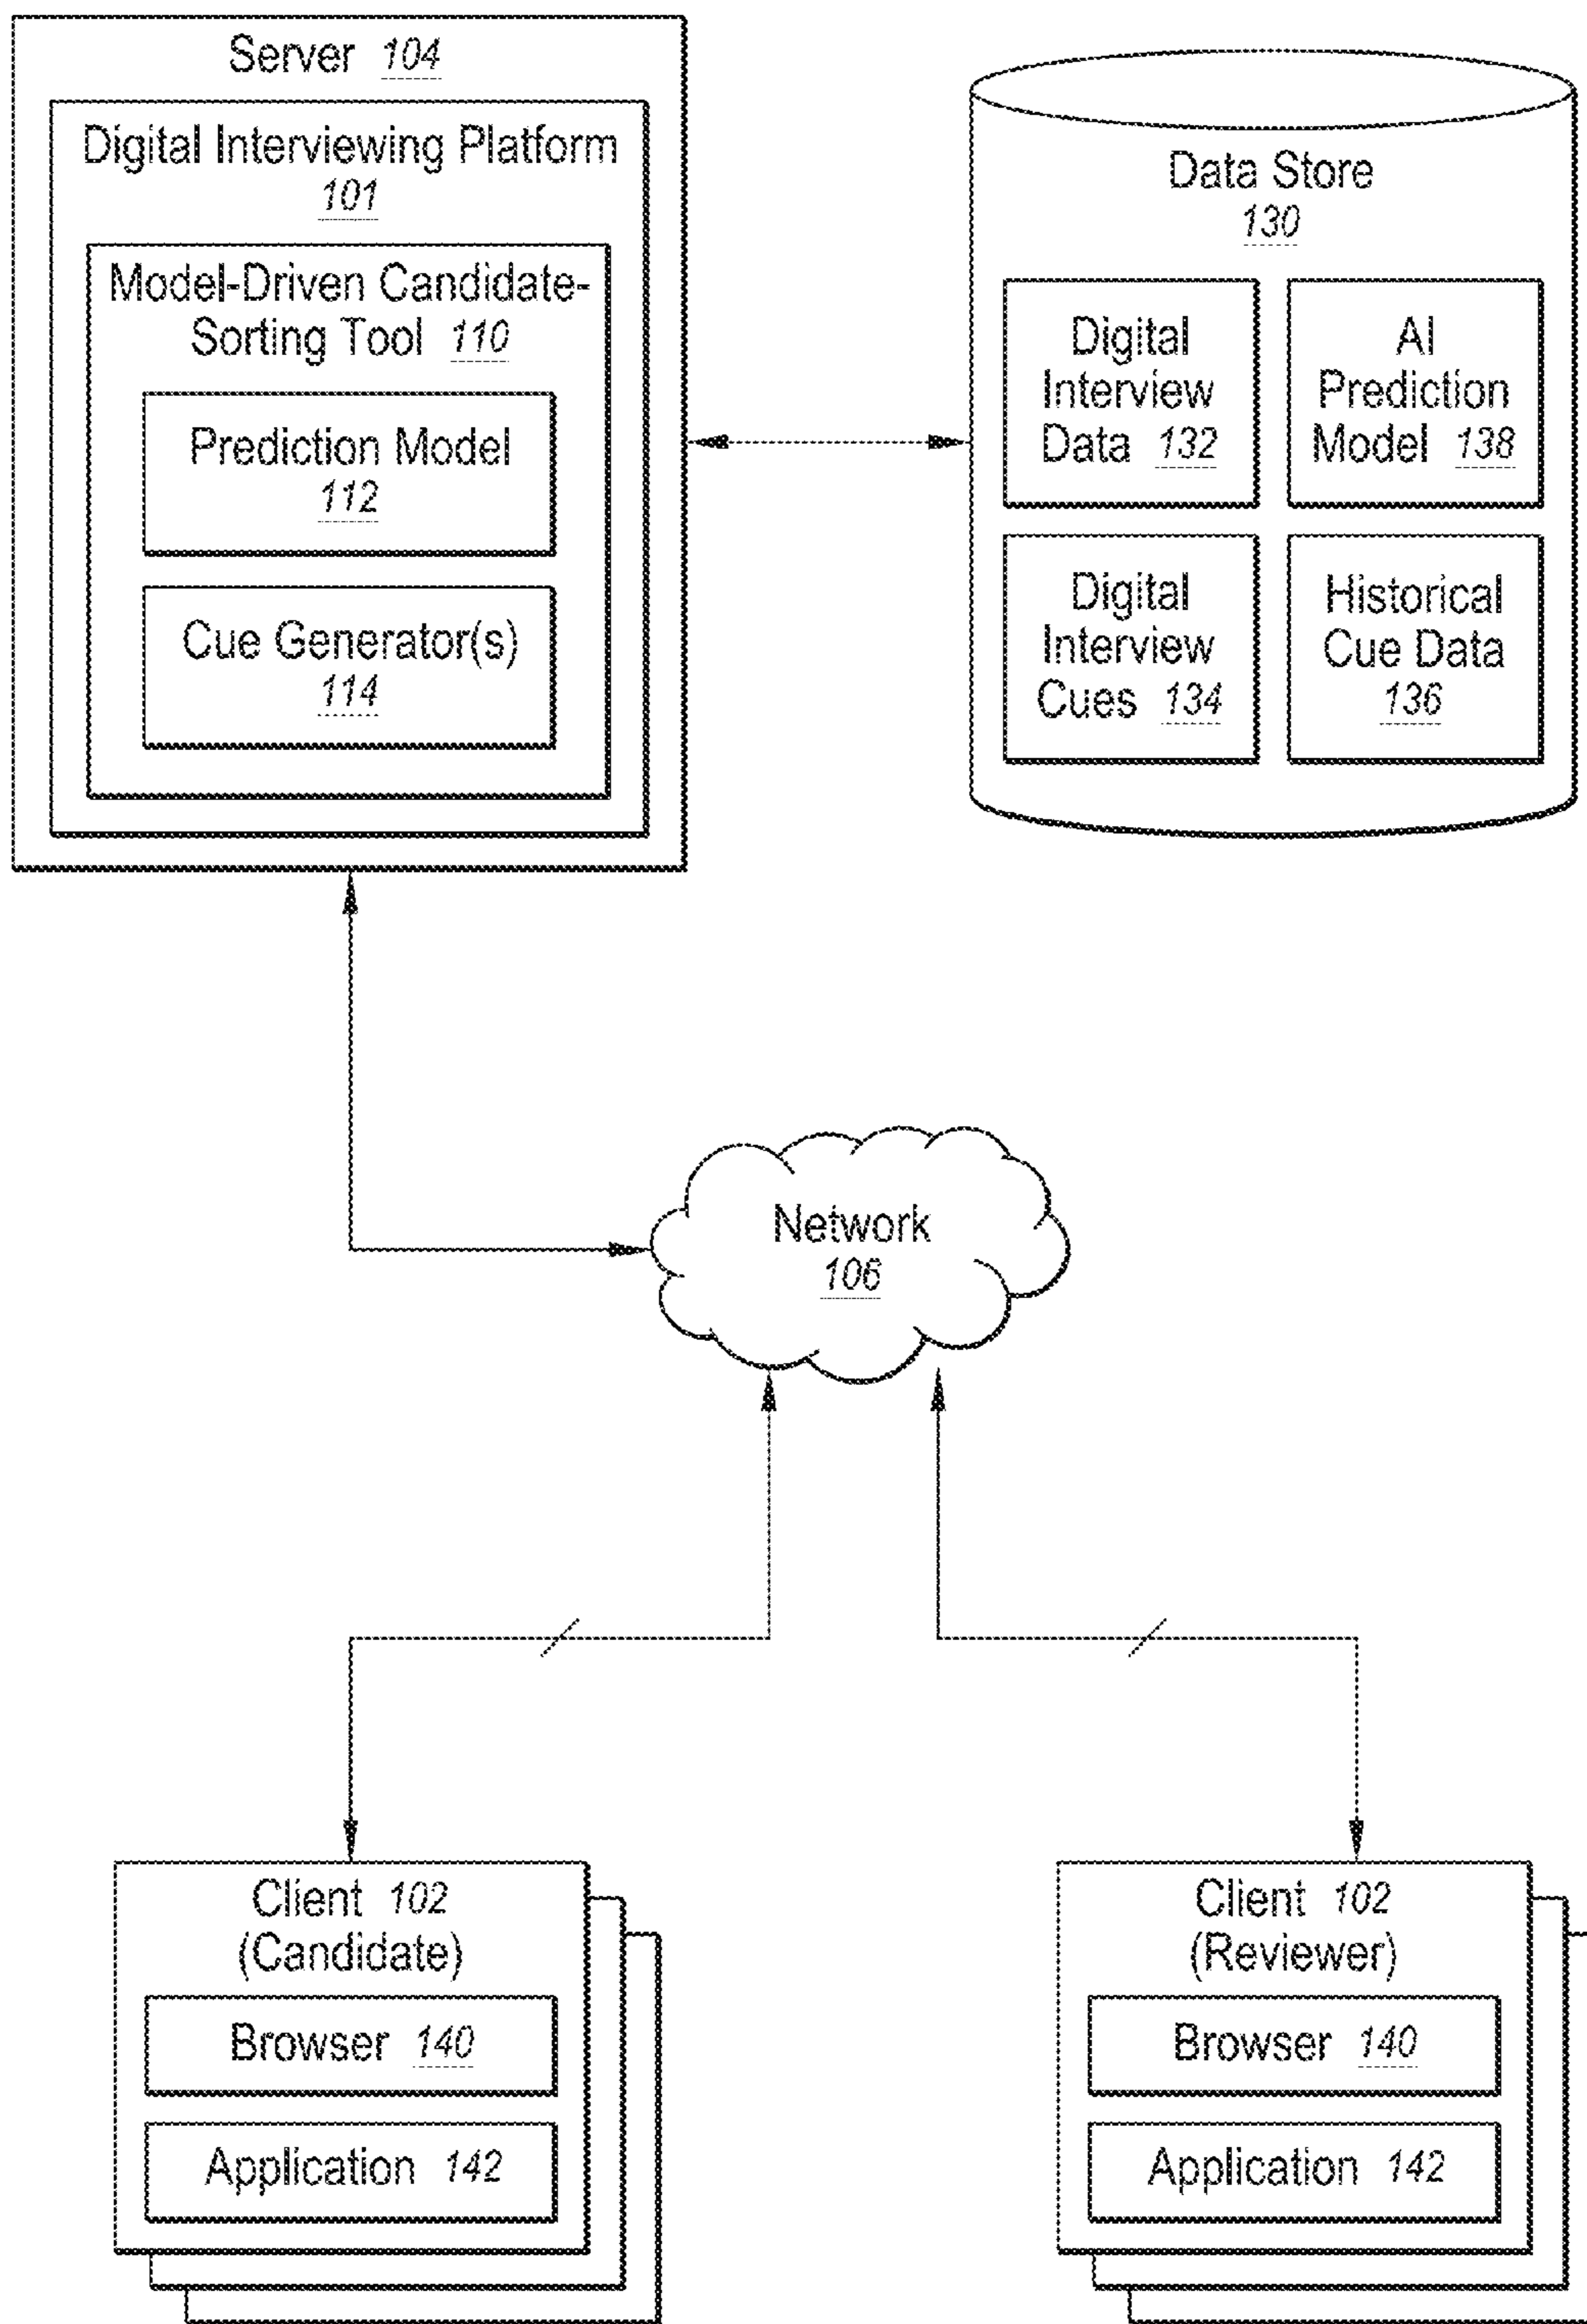 Server 104
Digital Interviewing Platform
101
Model-Driven Candidate-
Sorting Tool 110
Prediction Model
112
Cue Generator(s)
114
Data Store
130
Digital
Interview
Data 132
AI
Prediction
Model 138
Digital
Interview
Cues 134
Historical
Cue Data
136
Network
106
Client 102
(Candidate)
Browser 140
Application 142
Client 102
(Reviewer)
Browser 140
Application 142